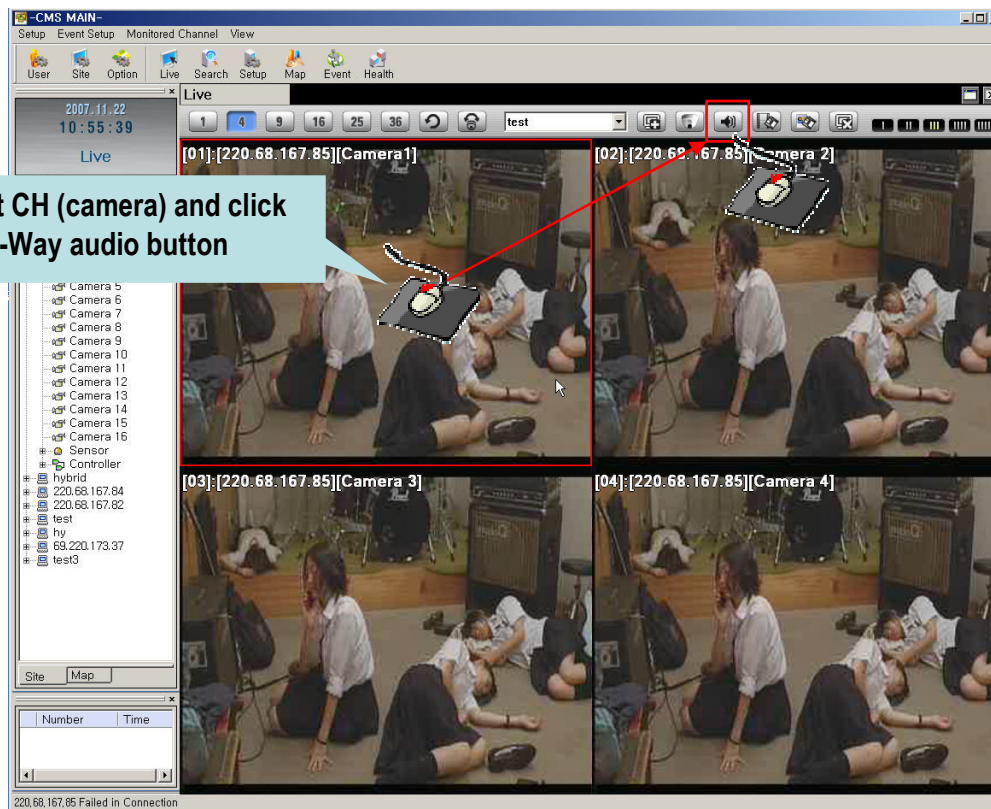 -CMS MAIN-
Setup Event Setup Monitored Channel View
User Site Option Live Search Setup Map Event Health
2007.11.22
10:55:39
Live
Live
1 4 9 16 25 36 test
[01]:[220.68.167.85][Camera1]
[02]:[220.68.167.85][Camera 2]
CH (camera) and click
-Way audio button
Camera 5
Camera 6
Camera 7
Camera 8
Camera 9
Camera 10
Camera 11
Camera 12
Camera 13
Camera 14
Camera 15
Camera 16
Sensor
Controller
hybrid
220.68.167.84
220.68.167.82
test
hy
69.220.173.37
test3
[03]:[220.68.167.85][Camera 3]
[04]:[220.68.167.85][Camera 4]
Site Map
Number Time
220,68,167,85 Failed in Connection